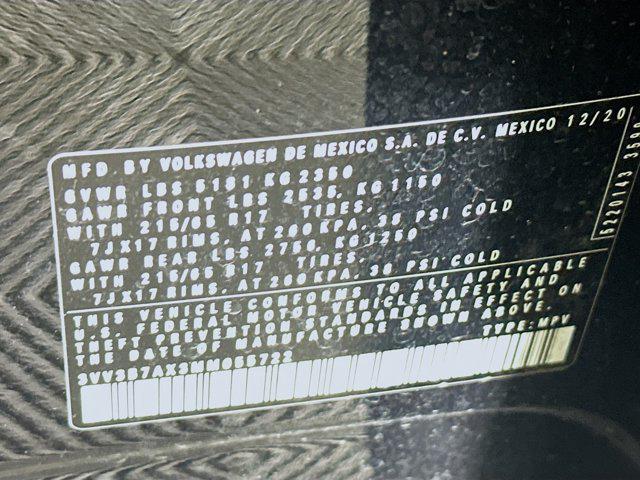 MFD. BY VOLKSWAGEN DE MEXICO S.A. DE C.V. MEXICO 12/20
GVWR LBS 5181 KG 2350
GAWR FRONT LBS 2535, KG 1150
WITH 215/65 R17 TIRES.
7JX17 RIMS, AT 260 KPA, 38 PSI COLD
GAWR REAR LBS. 2756, KG 1250
WITH 215/65 R17 TIRES.
7JX17 RIMS, AT 260 KPA, 38 PSI COLD
THIS VEHICLE CONFORMS TO ALL APPLICABLE
U.S. FEDERAL MOTOR VEHICLE SAFETY AND
THEFT PREVENTION STANDARDS IN EFFECT ON
THE DATE OF MANUFACTURE SHOWN ABOVE.
TYPE: MPV